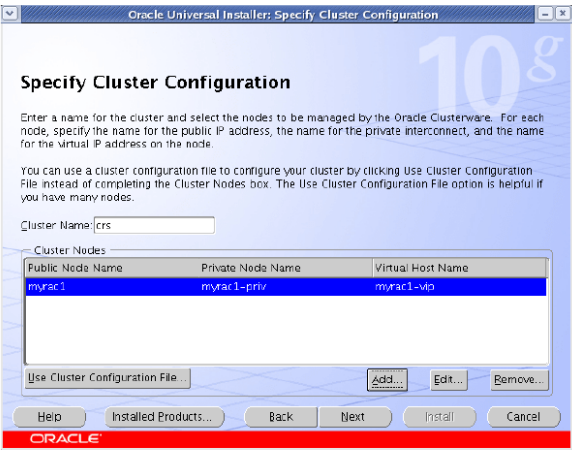 Oracle Universal Installer: Specify Cluster Configuration
10g
Specify Cluster Configuration
Enter a name for the cluster and select the nodes to be managed by the Oracle Clusterware. For each
node, specify the name for the public IP address, the name for the private interconnect, and the name
for the virtual IP address on the node.
You can use a cluster configuration file to configure your cluster by clicking Use Cluster Configuration
File instead of completing the Cluster Nodes box. The Use Cluster Configuration File option is helpful if
you have many nodes.
Cluster Name: crs
Cluster Nodes
Public Node Name Private Node Name Virtual Host Name
myrac1 myrac1-priv myrac1-vip
Use Cluster Configuration File... Add... Edit... Remove...
Help Installed Products... Back Next Install Cancel
ORACLE